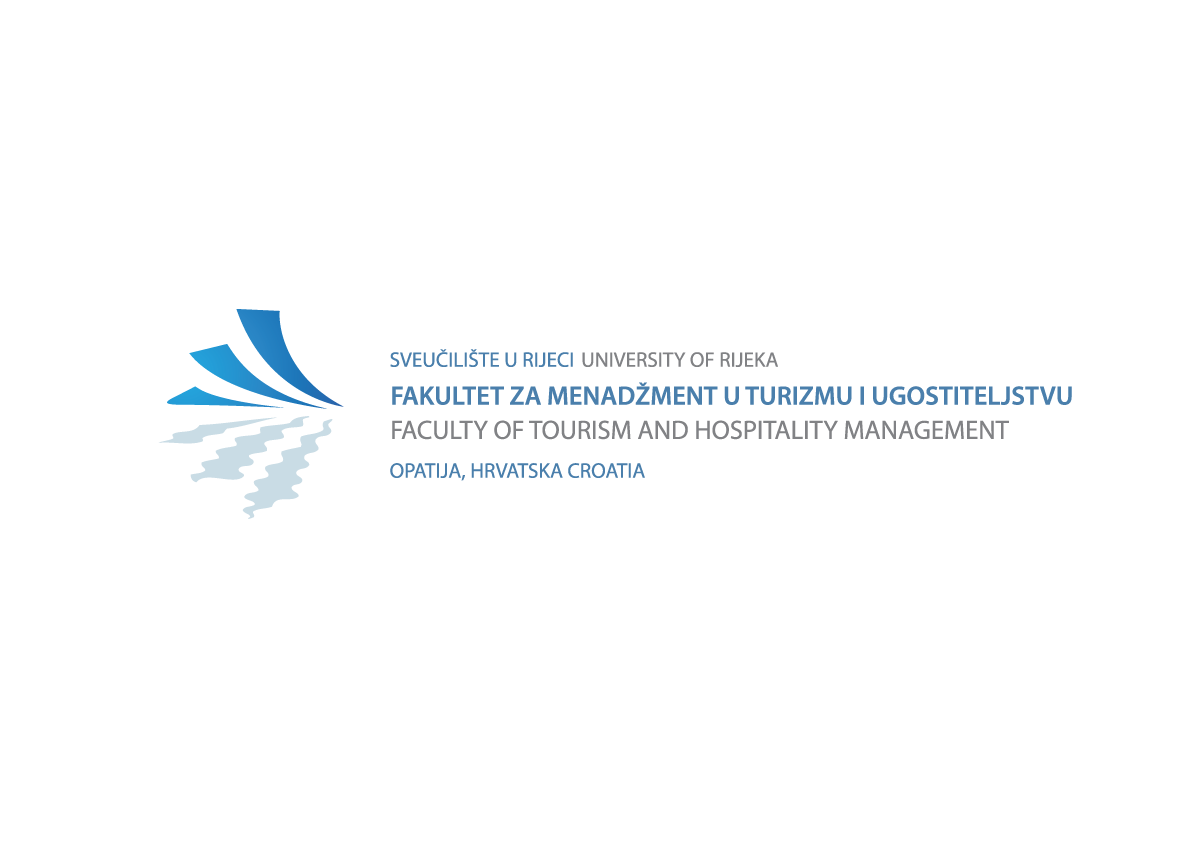 SVEUČILIŠTE U RIJECI UNIVERSITY OF RIJEKA
FAKULTET ZA MENADŽMENT U TURIZMU I UGOSTITELJSTVU
FACULTY OF TOURISM AND HOSPITALITY MANAGEMENT
OPATIJA, HRVATSKA CROATIA